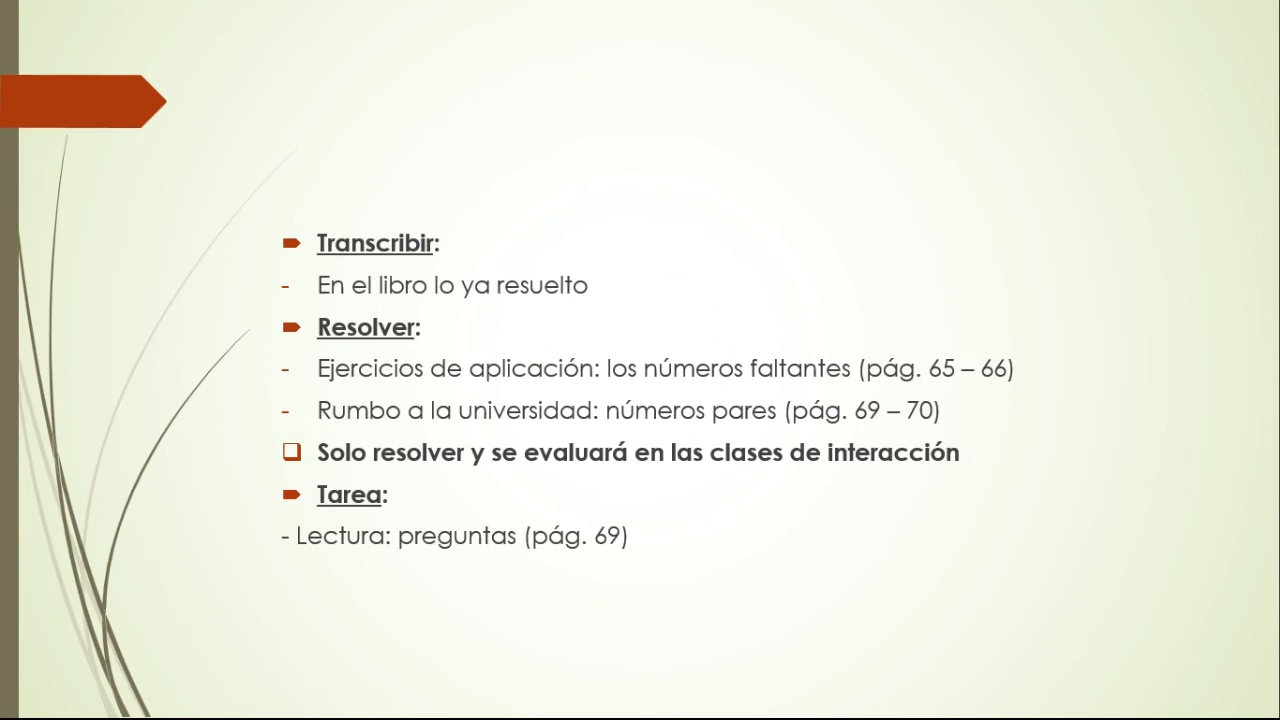 Transcribir:
- En el libro lo ya resuelto
Resolver:
- Ejercicios de aplicación: los números faltantes (pág. 65 – 66)
- Rumbo a la universidad: números pares (pág. 69 – 70)
❑ Solo resolver y se evaluará en las clases de interacción
Tarea:
- Lectura: preguntas (pág. 69)